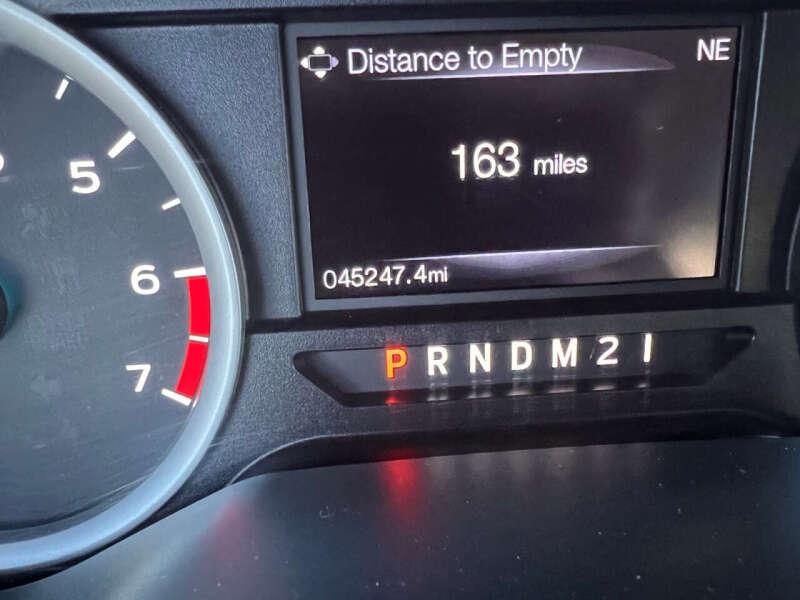 Distance to Empty
NE
163 miles
045247.4mi
5
6
7
P R N D M 2 1